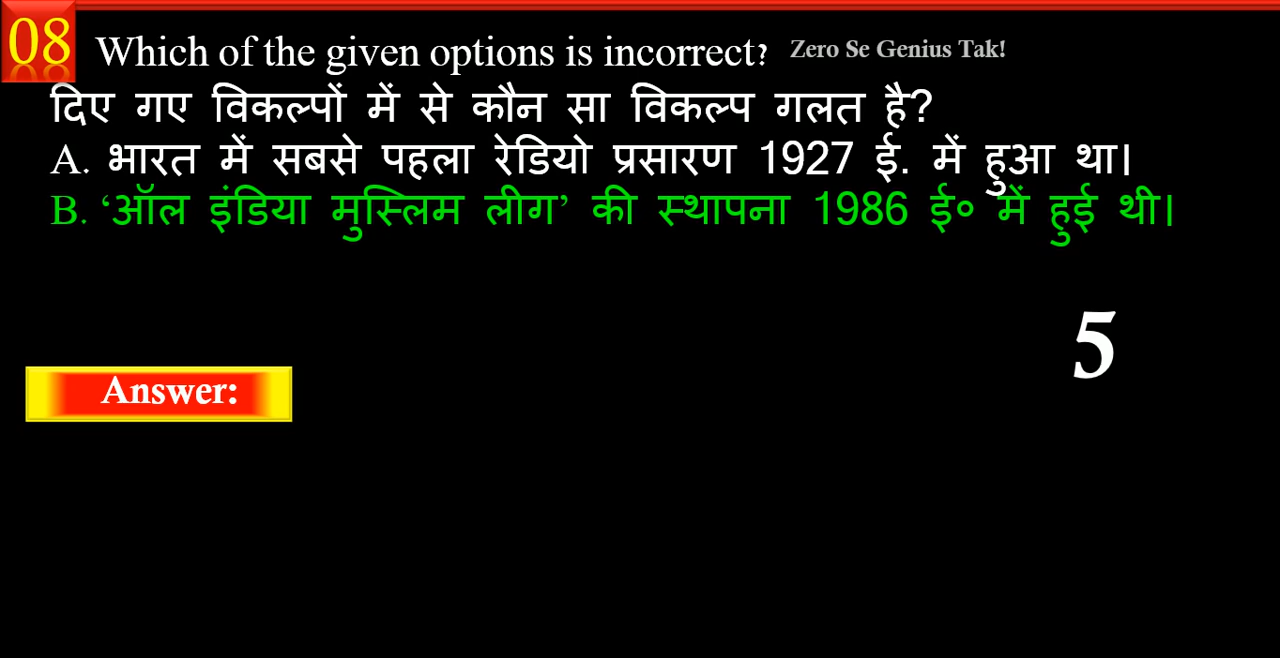 08 Which of the given options is incorrect? Zero Se Genius Tak!
दिए गए विकल्पों में से कौन सा विकल्प गलत है?
A. भारत में सबसे पहला रेडियो प्रसारण 1927 ई. में हुआ था।
B. ‘ऑल इंडिया मुस्लिम लीग’ की स्थापना 1986 ई० में हुई थी।
5
Answer: